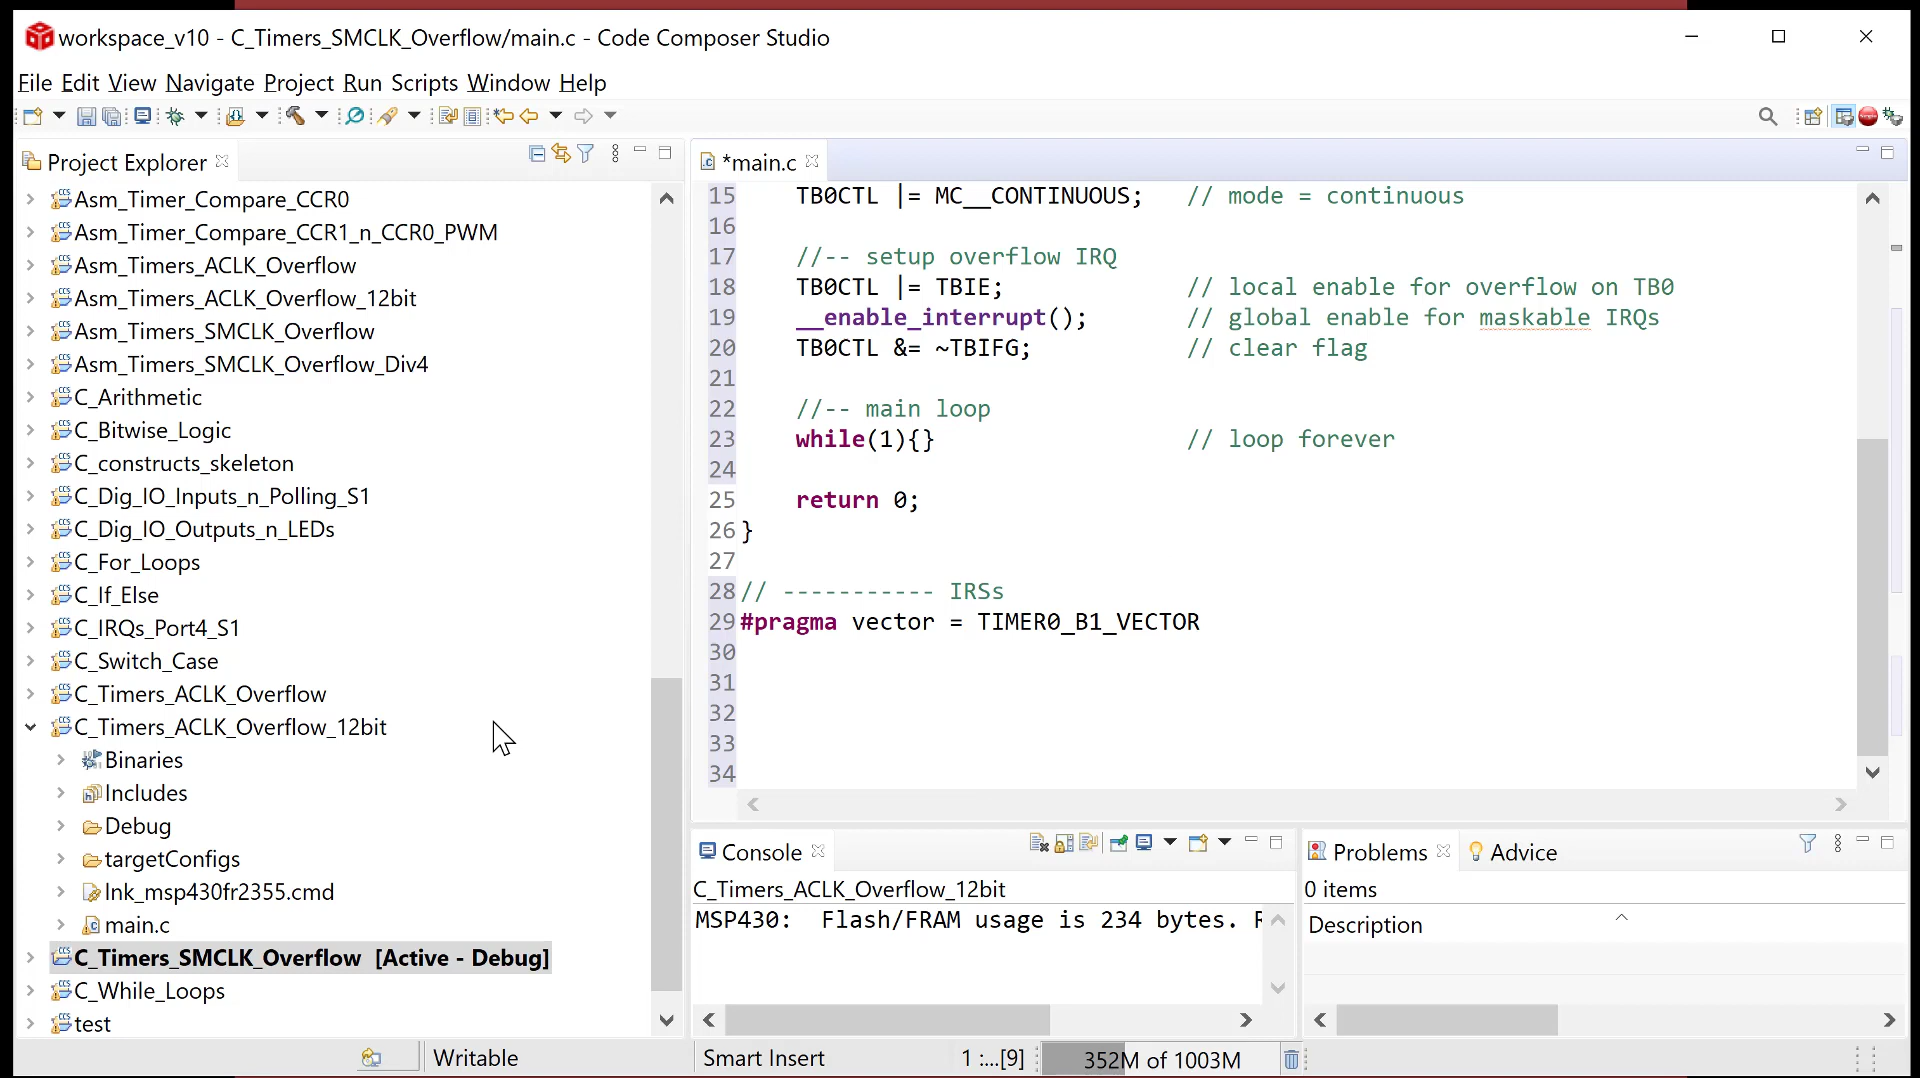 workspace_v10 - C_Timers_SMCLK_Overflow/main.c - Code Composer Studio
File Edit View Navigate Project Run Scripts Window Help
Project Explorer
Asm_Timer_Compare_CCR0
Asm_Timer_Compare_CCR1_n_CCR0_PWM
Asm_Timers_ACLK_Overflow
Asm_Timers_ACLK_Overflow_12bit
Asm_Timers_SMCLK_Overflow
Asm_Timers_SMCLK_Overflow_Div4
C_Arithmetic
C_Bitwise_Logic
C_constructs_skeleton
C_Dig_IO_Inputs_n_Polling_S1
C_Dig_IO_Outputs_n_LEDs
C_For_Loops
C_If_Else
C_IRQs_Port4_S1
C_Switch_Case
C_Timers_ACLK_Overflow
C_Timers_ACLK_Overflow_12bit
Binaries
Includes
Debug
targetConfigs
lnk_msp430fr2355.cmd
main.c
C_Timers_SMCLK_Overflow [Active - Debug]
C_While_Loops
test
*main.c
15 TB0CTL |= MC__CONTINUOUS; // mode = continuous
16
17 //-- setup overflow IRQ
18 TB0CTL |= TBIE; // local enable for overflow on TB0
19 __enable_interrupt(); // global enable for maskable IRQs
20 TB0CTL &= ~TBIFG; // clear flag
21
22 //-- main loop
23 while(1){} // loop forever
24
25 return 0;
26 }
27
28 // ----------- IRSs
29 #pragma vector = TIMER0_B1_VECTOR
30
31
32
33
34
Console
C_Timers_ACLK_Overflow_12bit
MSP430: Flash/FRAM usage is 234 bytes. R
Problems
Advice
0 items
Description
Writable
Smart Insert
1 :...[9]
352M of 1003M